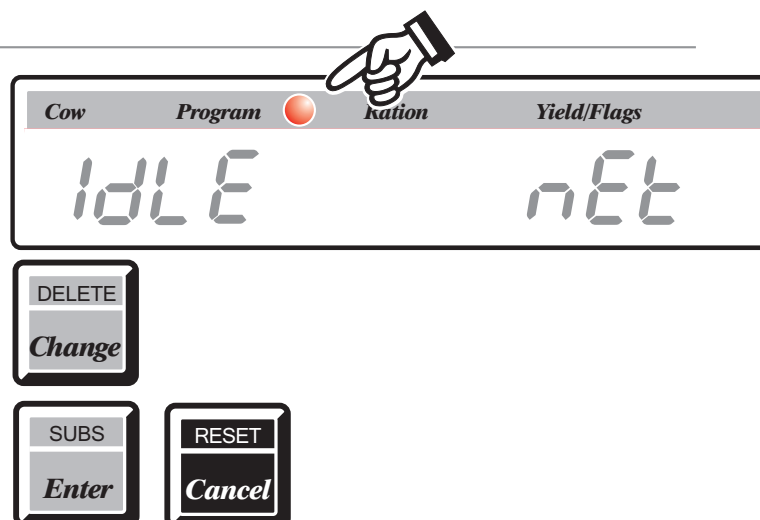 Cow Program Ration Yield/Flags
IdLE nEt
DELETE
Change
SUBS RESET
Enter Cancel